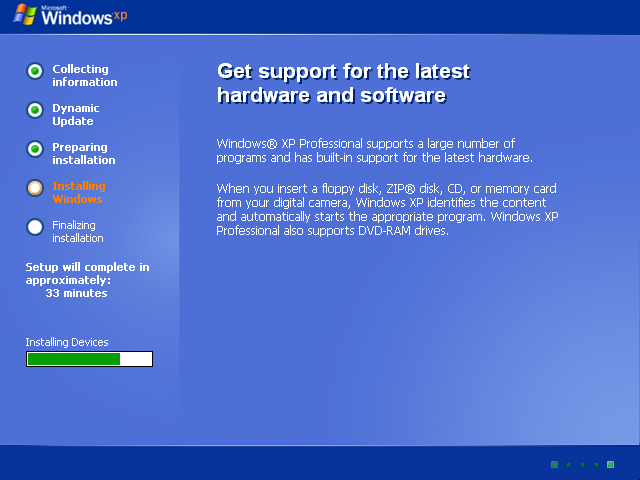 Microsoft
Windows xp
Collecting
information
Dynamic
Update
Preparing
installation
Installing
Windows
Finalizing
installation
Setup will complete in
approximately:
33 minutes
Installing Devices
Get support for the latest
hardware and software
Windows® XP Professional supports a large number of
programs and has built-in support for the latest hardware.
When you insert a floppy disk, ZIP® disk, CD, or memory card
from your digital camera, Windows XP identifies the content
and automatically starts the appropriate program. Windows XP
Professional also supports DVD-RAM drives.